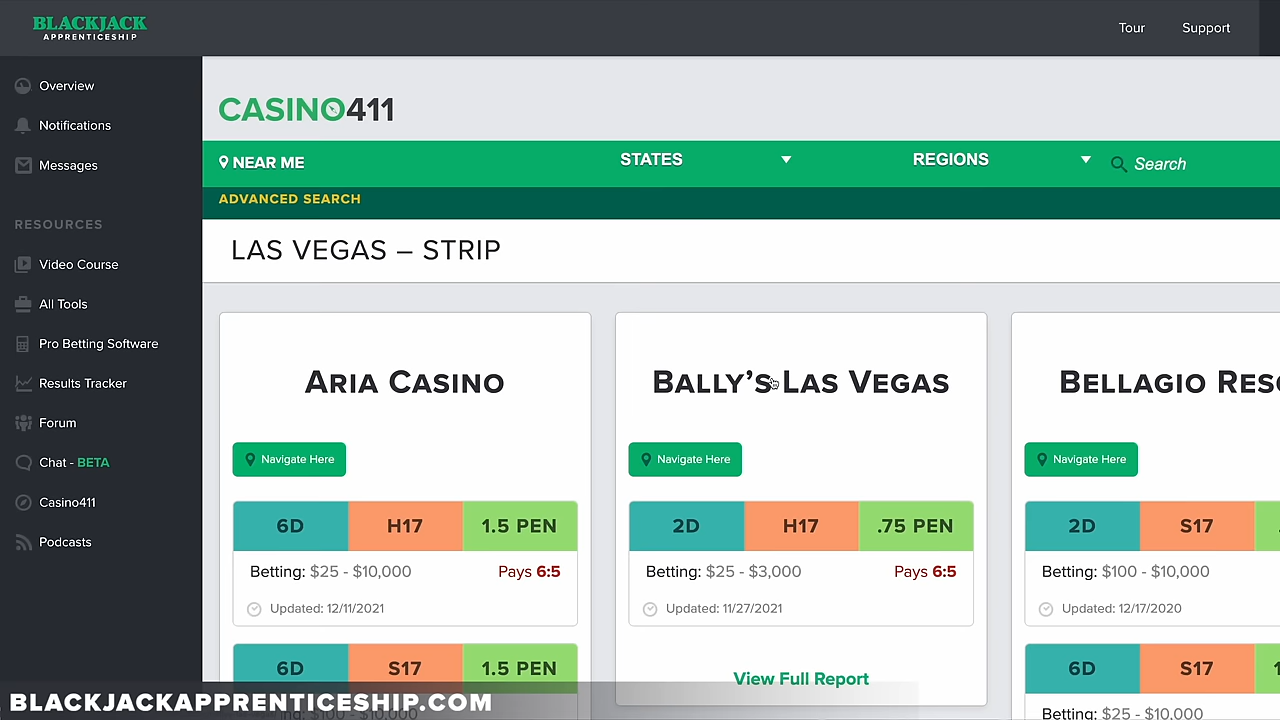 BLACKJACK
APPRENTICESHIP
Tour
Support
Overview
Notifications
Messages
RESOURCES
Video Course
All Tools
Pro Betting Software
Results Tracker
Forum
Chat - BETA
Casino411
Podcasts
CASINO411
NEAR ME
STATES
REGIONS
Search
ADVANCED SEARCH
LAS VEGAS – STRIP
ARIA CASINO
Navigate Here
6D H17 1.5 PEN
Betting: $25 - $10,000 Pays 6:5
Updated: 12/11/2021
6D S17 1.5 PEN
Betting: $100 - $10,000
BALLY'S LAS VEGAS
Navigate Here
2D H17 .75 PEN
Betting: $25 - $3,000 Pays 6:5
Updated: 11/27/2021
View Full Report
BELLAGIO
Navigate Here
2D S17
Betting: $100 - $10,000
Updated: 12/17/2020
6D S17
Betting: $25 - $10,000
BLACKJACKAPPRENTICESHIP.COM